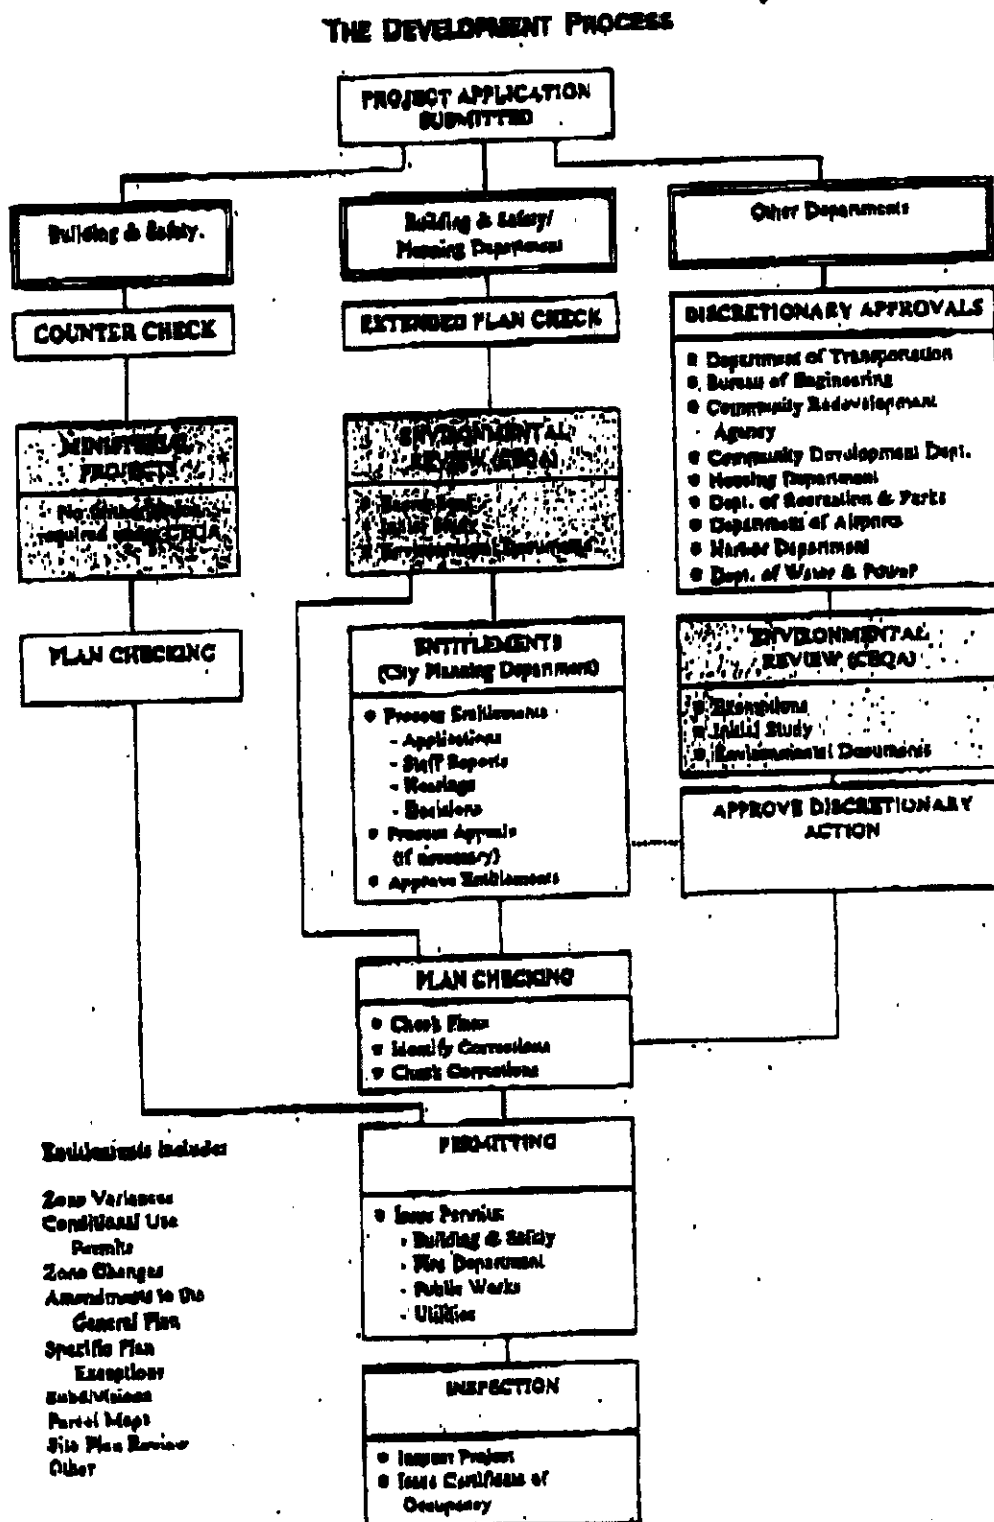 THE DEVELOPMENT PROCESS
PROJECT APPLICATION
SUBMITTED
Building & Safety.
COUNTER CHECK
MINISTERIAL
PROJECTS
No
required under CEQA
PLAN CHECKING
Building & Safety/
Planning Department
EXTENDED PLAN CHECK
ENVIRONMENTAL
REVIEW (CEQA)
Initial Study
Environmental Documents
ENTITLEMENTS
(City Planning Department)
Process Entitlements
- Applications
- Staff Reports
- Hearings
- Decisions
Process Appeals
(if necessary)
Approve Entitlements
Other Departments
DISCRETIONARY APPROVALS
Department of Transportation
Bureau of Engineering
Community Redevelopment
Agency
Community Development Dept.
Housing Department
Dept. of Recreation & Parks
Department of Airports
Harbor Department
Dept. of Water & Power
ENVIRONMENTAL
REVIEW (CEQA)
Exemptions
Initial Study
Environmental Documents
APPROVE DISCRETIONARY
ACTION
PLAN CHECKING
Check Plans
Identify Corrections
Check Corrections
PERMITTING
Issue Permits:
- Building & Safety
- Fire Department
- Public Works
- Utilities
INSPECTION
Inspect Project
Issue Certificate of
Occupancy
Entitlements Include:
Zone Variances
Conditional Use
Permits
Zone Changes
Amendments to the
General Plan
Specific Plan
Exceptions
Subdivisions
Parcel Maps
Site Plan Review
Other